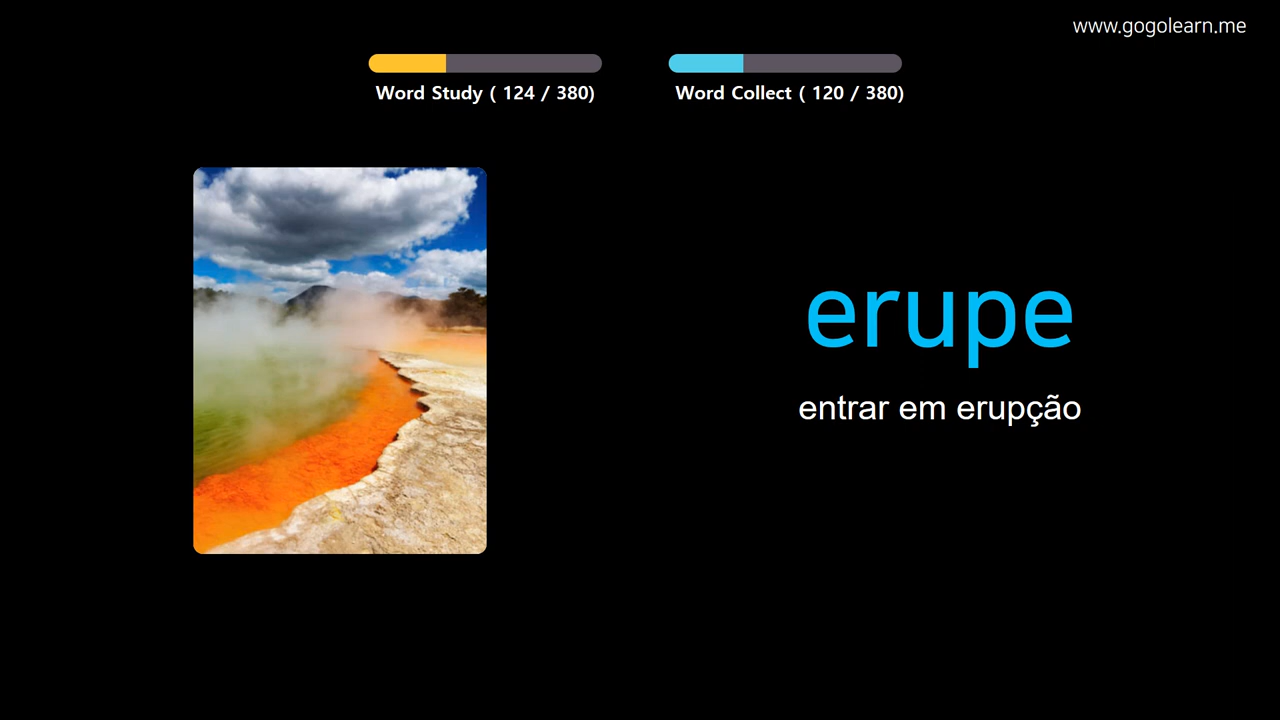 www.gogolearn.me
Word Study ( 124 / 380)
Word Collect ( 120 / 380)
erupe
entrar em erupção